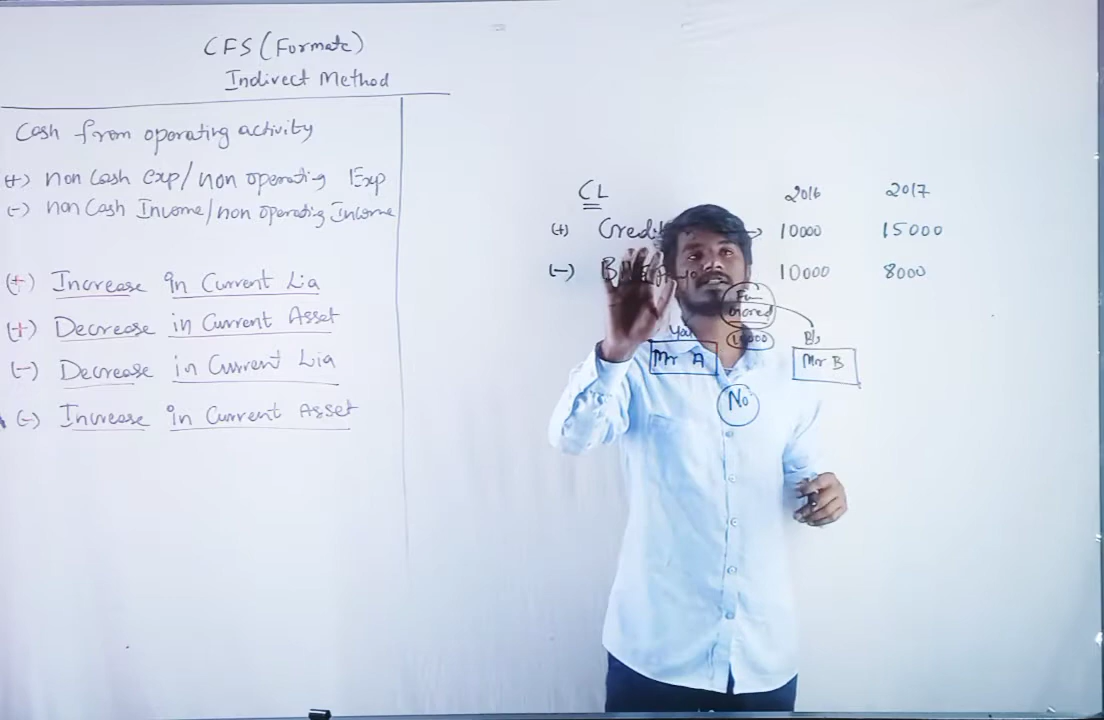 CFS (Formate)
Indirect Method
Cash from operating activity
(+) non Cash exp/non operating Exp
(-) non Cash Income/non operating Income
(+) Increase in Current Lia
(+) Decrease in Current Asset
(-) Decrease in Current Lia
(-) Increase in Current Asset
CL 2016 2017
(+) Credit → 10000 15000
(-) 10000 8000
Mr A
Mr B
No